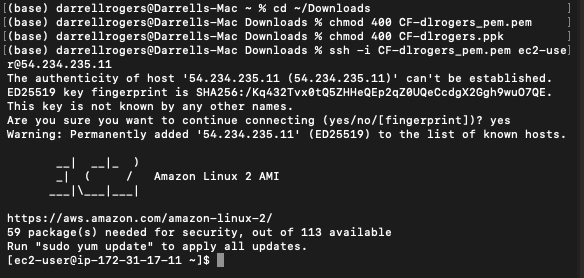 (base) darrellrogers@Darrells-Mac ~ % cd ~/Downloads
[(base) darrellrogers@Darrells-Mac Downloads % chmod 400 CF-dlrogers_pem.pem ]
[(base) darrellrogers@Darrells-Mac Downloads % chmod 400 CF-dlrogers.ppk ]
[(base) darrellrogers@Darrells-Mac Downloads % ssh -i CF-dlrogers_pem.pem ec2-use]
r@54.234.235.11
The authenticity of host '54.234.235.11 (54.234.235.11)' can't be established.
ED25519 key fingerprint is SHA256:/Kq432Tvx0tQ5ZHHeQEp2qZ0UQeCcdgX2Ggh9wuO7QE.
This key is not known by any other names.
Are you sure you want to continue connecting (yes/no/[fingerprint])? yes
Warning: Permanently added '54.234.235.11' (ED25519) to the list of known hosts.
__| __|_ )
_| ( / Amazon Linux 2 AMI
___|\___|___|
https://aws.amazon.com/amazon-linux-2/
59 package(s) needed for security, out of 113 available
Run "sudo yum update" to apply all updates.
[ec2-user@ip-172-31-17-11 ~]$